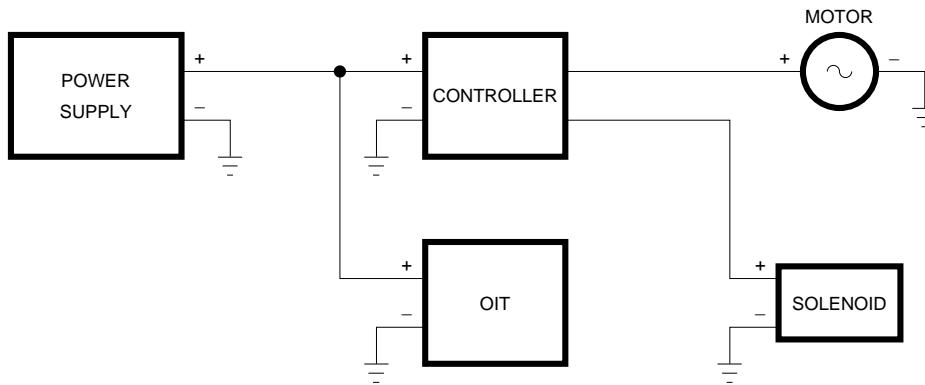 MOTOR
POWER
SUPPLY
+
−
+
−
CONTROLLER
+
−
+
−
OIT
+
−
SOLENOID